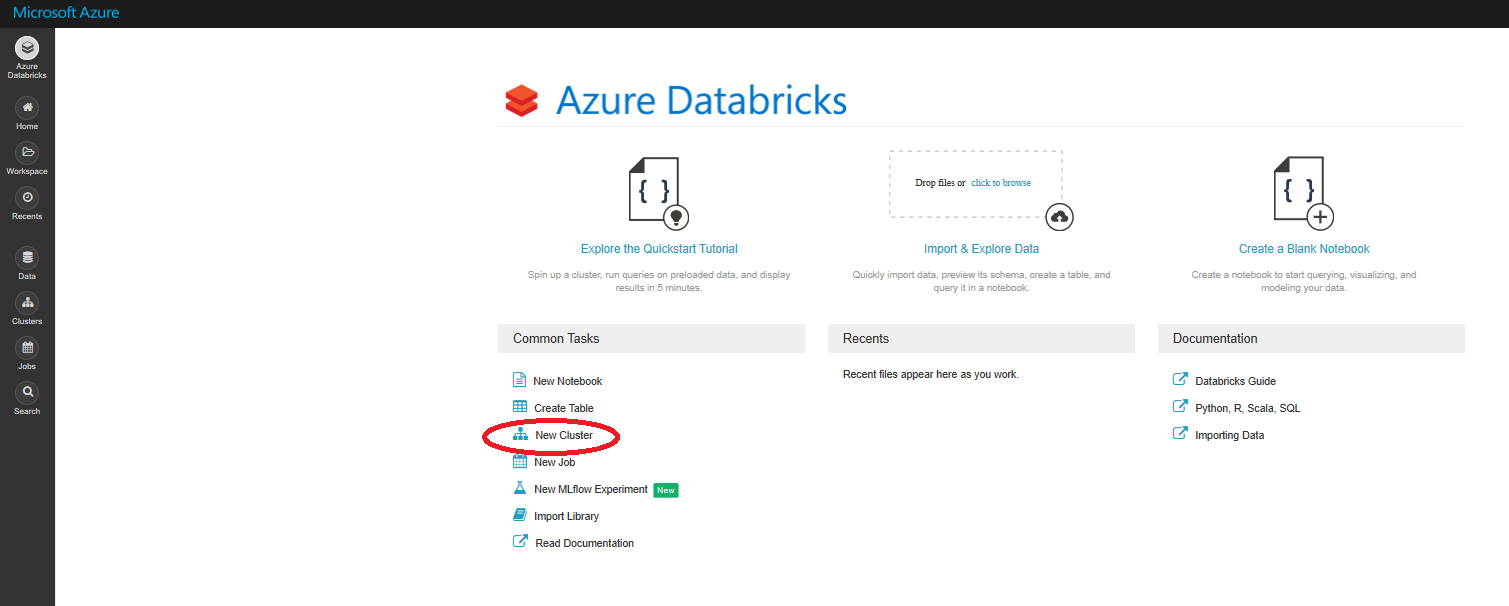 Microsoft Azure
Azure
Databricks
Home
Workspace
Recents
Data
Clusters
Jobs
Search
Azure Databricks
{ }
Explore the Quickstart Tutorial
Spin up a cluster, run queries on preloaded data, and display
results in 5 minutes.
Drop files or click to browse
Import & Explore Data
Quickly import data, preview its schema, create a table, and
query it in a notebook.
{ }
Create a Blank Notebook
Create a notebook to start querying, visualizing, and
modeling your data.
Common Tasks
New Notebook
Create Table
New Cluster
New Job
New MLflow Experiment New
Import Library
Read Documentation
Recents
Recent files appear here as you work.
Documentation
Databricks Guide
Python, R, Scala, SQL
Importing Data